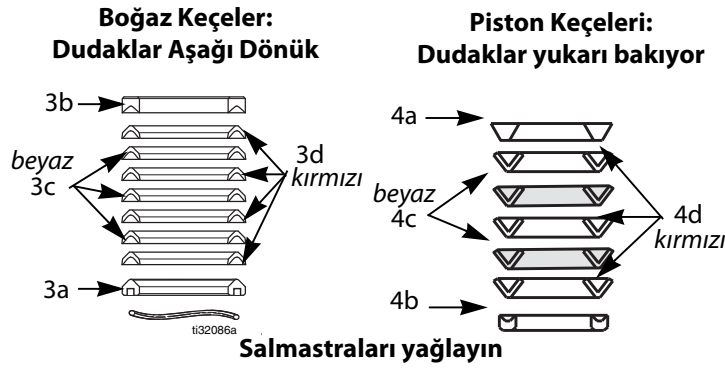 Boğaz Keçeler:
Dudaklar Aşağı Dönük
3b
beyaz
3c
3d
kırmızı
3a
ti32086a
Piston Keçeleri:
Dudaklar yukarı bakıyor
4a
beyaz
4c
4d
kırmızı
4b
Salmastraları yağlayın